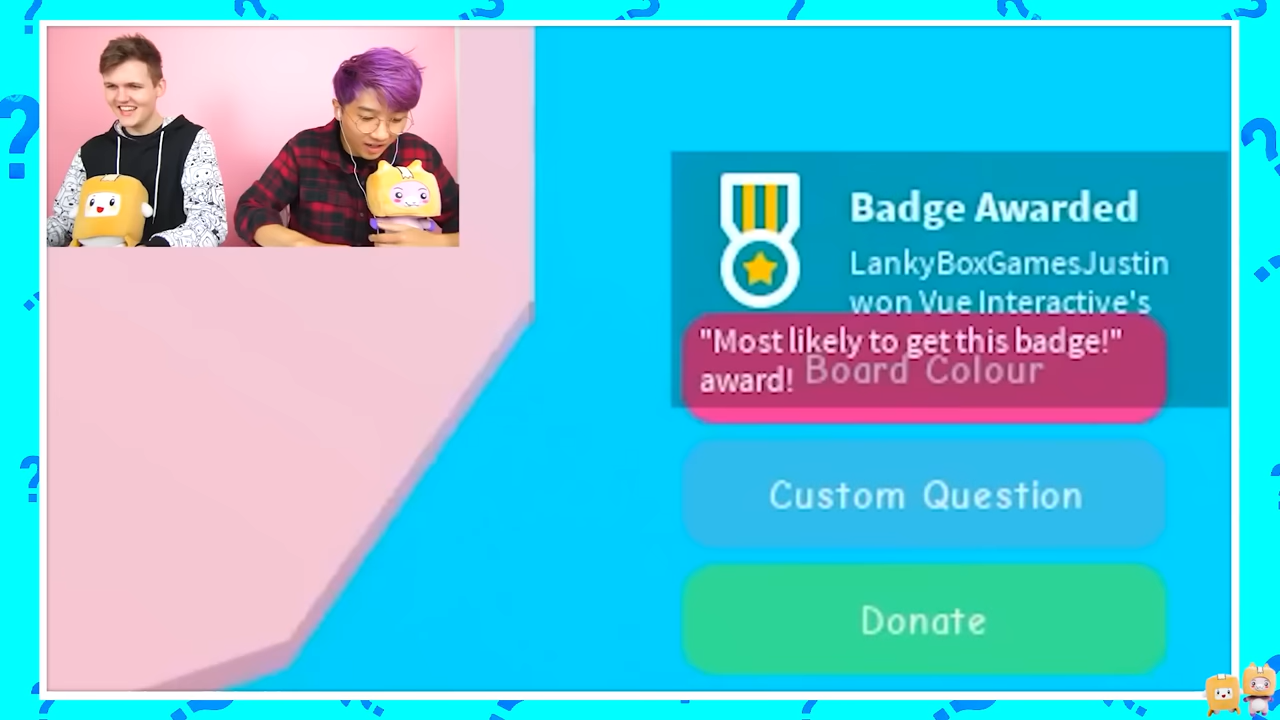 Badge Awarded
LankyBoxGamesJustin
won Vue Interactive's
"Most likely to get this badge!"
award!
Board Colour
Custom Question
Donate